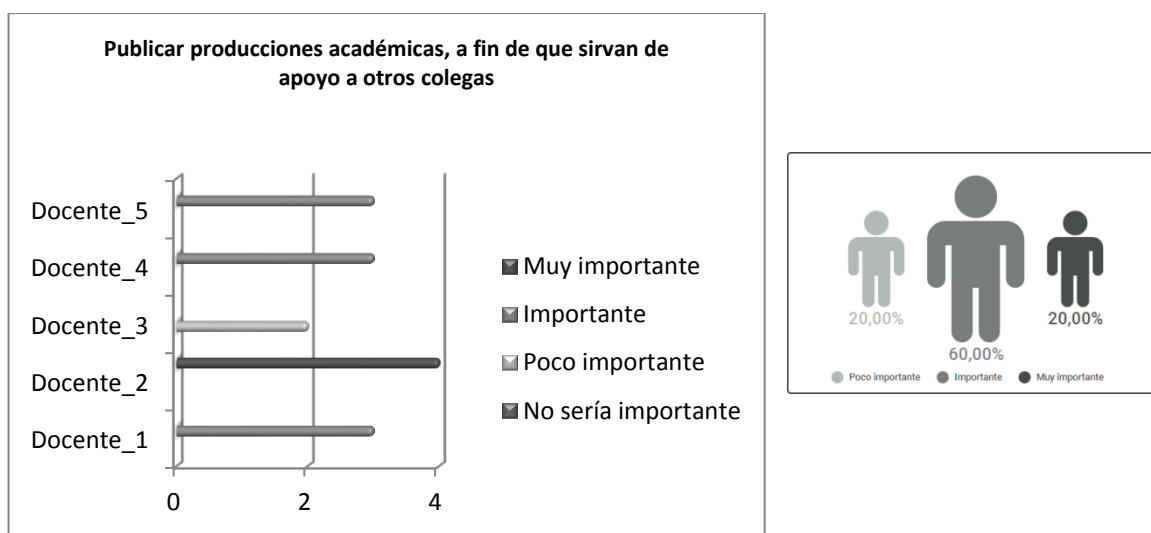 Publicar producciones académicas, a fin de que sirvan de
apoyo a otros colegas
Docente_5
Docente_4
Docente_3
Docente_2
Docente_1
0 2 4
Muy importante
Importante
Poco importante
No sería importante
20,00%
60,00%
20,00%
Poco importante Importante Muy importante